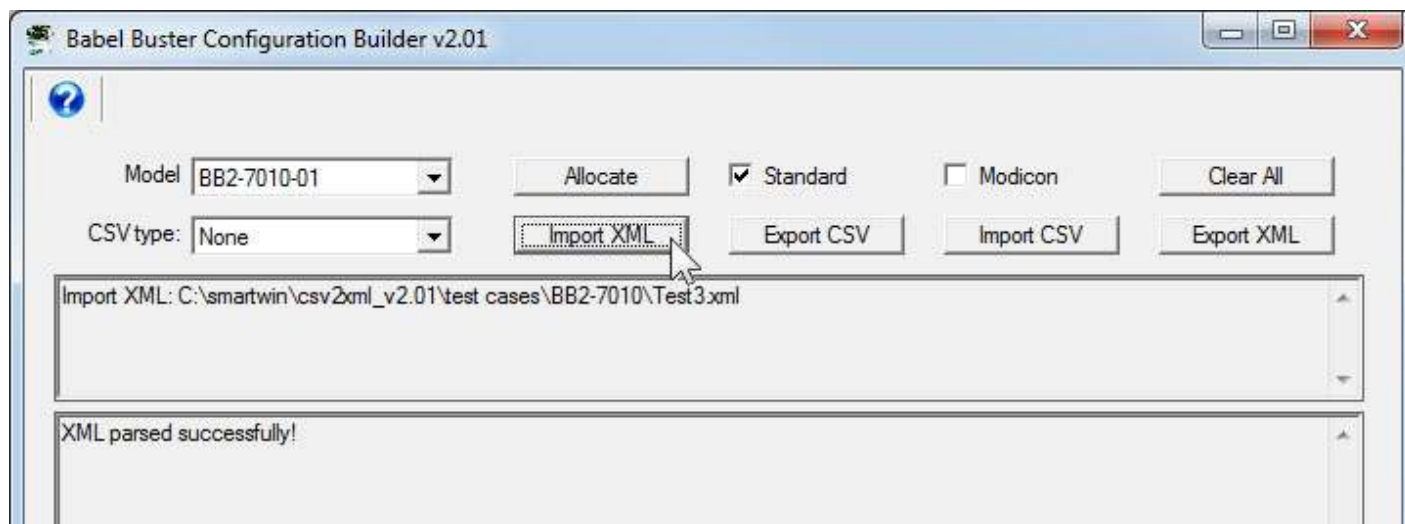 Babel Buster Configuration Builder v2.01
Model BB2-7010-01 Allocate Standard Modicon Clear All
CSV type: None Import XML Export CSV Import CSV Export XML
Import XML: C:\smartwin\csv2xml_v2.01\test cases\BB2-7010\Test3.xml
XML parsed successfully!